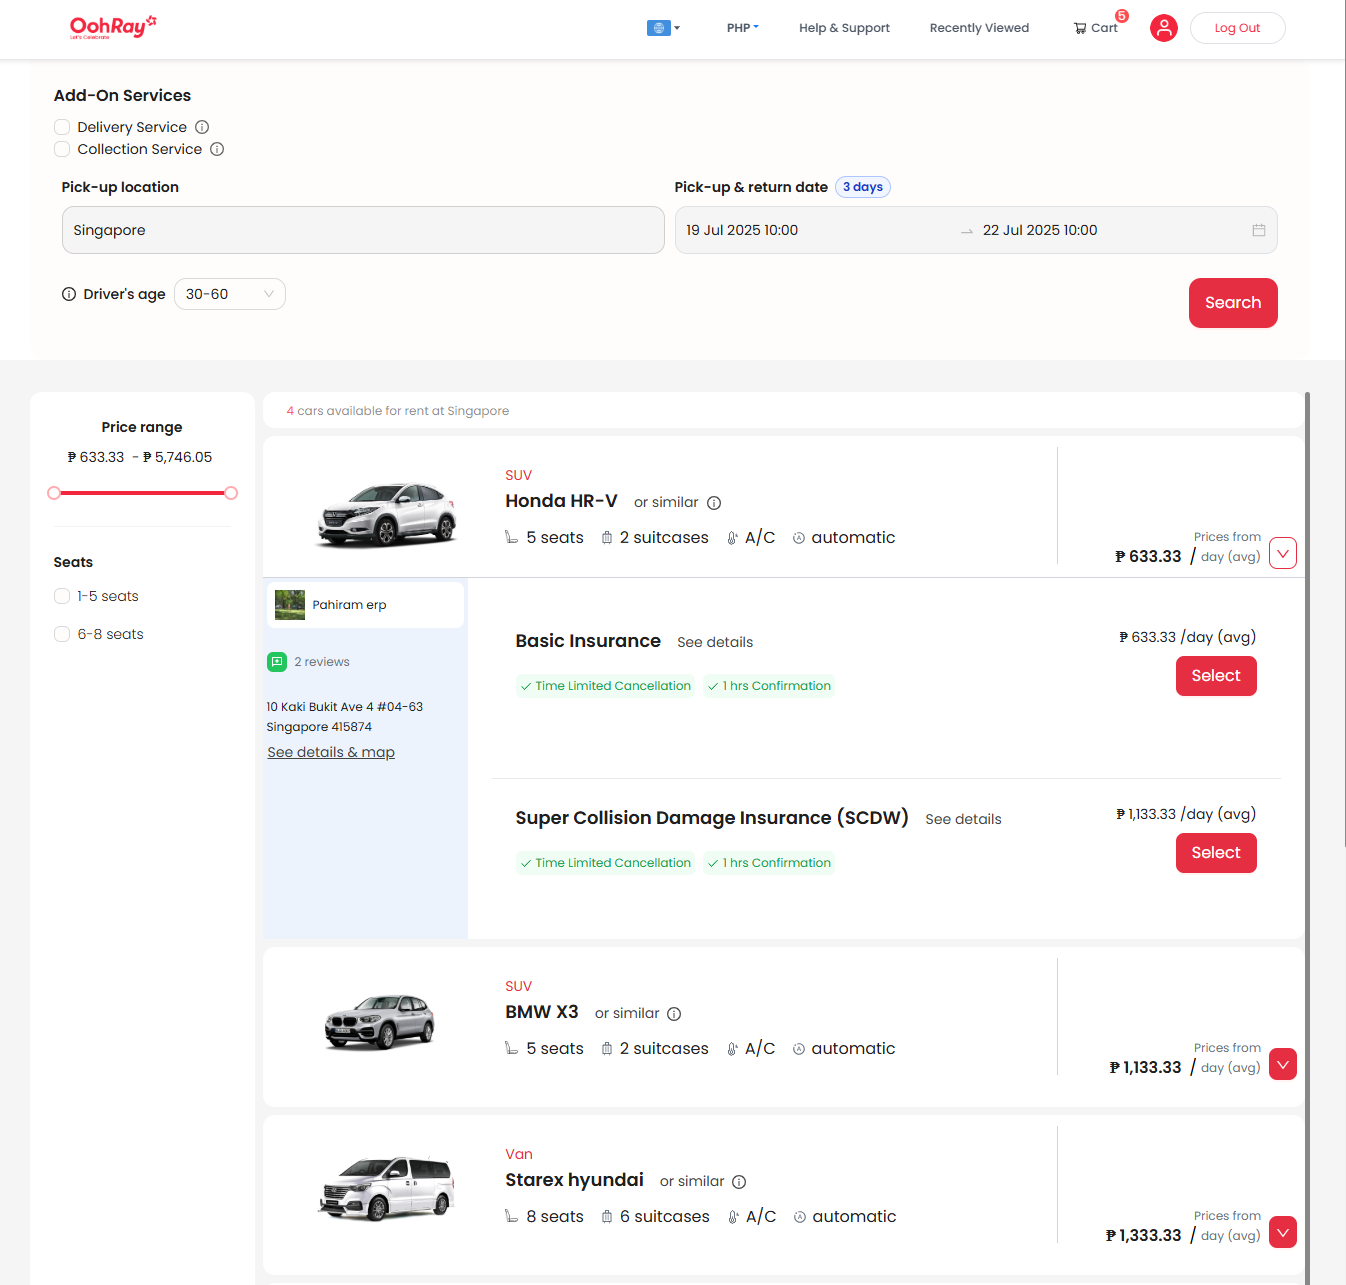 OohRay
Let's Celebrate
PHP
Help & Support
Recently Viewed
Cart
5
Log Out
Add-On Services
Delivery Service
Collection Service
Pick-up location
Pick-up & return date
3 days
Singapore
19 Jul 2025 10:00
22 Jul 2025 10:00
Driver's age
30-60
Search
Price range
₱ 633.33 - ₱ 5,746.05
Seats
1-5 seats
6-8 seats
4 cars available for rent at Singapore
SUV
Honda HR-V or similar
5 seats 2 suitcases A/C automatic
Prices from
₱ 633.33 / day (avg)
Pahiram erp
2 reviews
10 Kaki Bukit Ave 4 #04-63
Singapore 415874
See details & map
Basic Insurance See details
Time Limited Cancellation 1 hrs Confirmation
₱ 633.33 /day (avg)
Select
Super Collision Damage Insurance (SCDW) See details
Time Limited Cancellation 1 hrs Confirmation
₱ 1,133.33 /day (avg)
Select
SUV
BMW X3 or similar
5 seats 2 suitcases A/C automatic
Prices from
₱ 1,133.33 / day (avg)
Van
Starex hyundai or similar
8 seats 6 suitcases A/C automatic
Prices from
₱ 1,333.33 / day (avg)